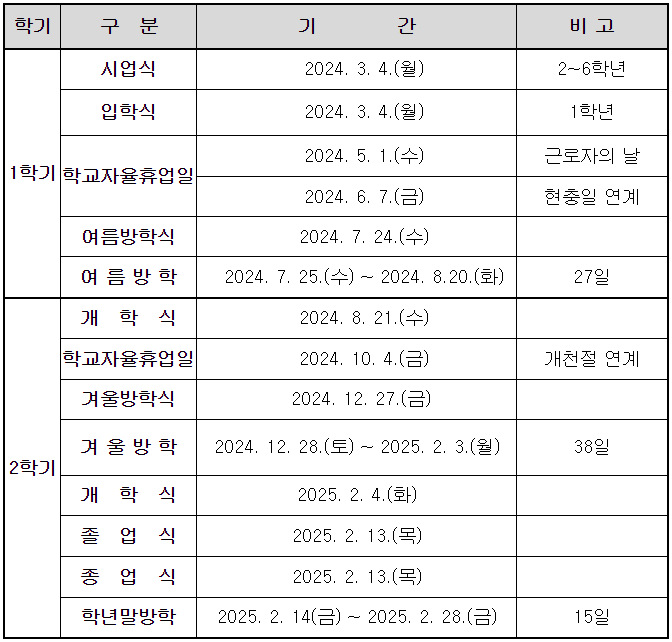 학기 구 분 기 간 비 고
1학기 시업식 2024. 3. 4.(월) 2~6학년
입학식 2024. 3. 4.(월) 1학년
학교자율휴업일 2024. 5. 1.(수) 근로자의 날
2024. 6. 7.(금) 현충일 연계
여름방학식 2024. 7. 24.(수)
여 름 방 학 2024. 7. 25.(수) ~ 2024. 8.20.(화) 27일
2학기 개 학 식 2024. 8. 21.(수)
학교자율휴업일 2024. 10. 4.(금) 개천절 연계
겨울방학식 2024. 12. 27.(금)
겨 울 방 학 2024. 12. 28.(토) ~ 2025. 2. 3.(월) 38일
개 학 식 2025. 2. 4.(화)
졸 업 식 2025. 2. 13.(목)
종 업 식 2025. 2. 13.(목)
학년말방학 2025. 2. 14(금) ~ 2025. 2. 28.(금) 15일